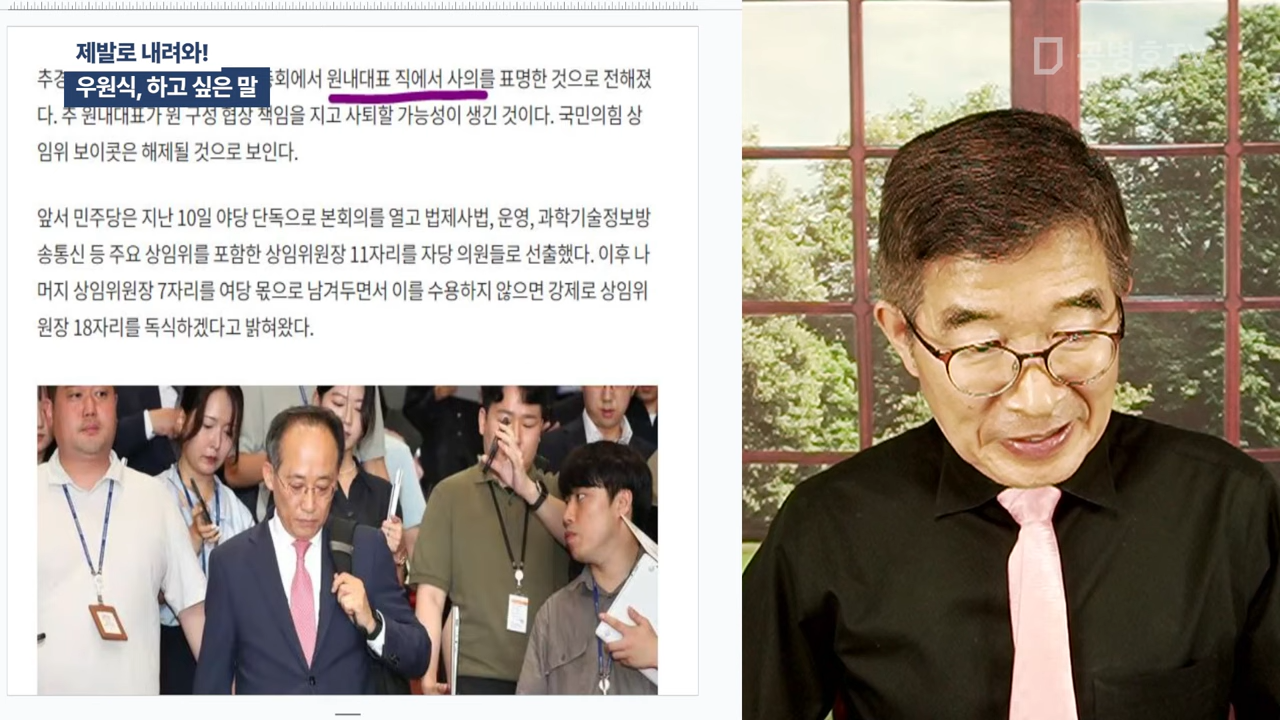 제발로 내려와!
우원식, 하고 싶은 말
추경 총회에서 원내대표 직에서 사의를 표명한 것으로 전해졌
다. 추 원내대표가 원 구성 협상 책임을 지고 사퇴할 가능성이 생긴 것이다. 국민의힘 상
임위 보이콧은 해제될 것으로 보인다.
앞서 민주당은 지난 10일 야당 단독으로 본회의를 열고 법제사법, 운영, 과학기술정보방
송통신 등 주요 상임위를 포함한 상임위원장 11자리를 자당 의원들로 선출했다. 이후 나
머지 상임위원장 7자리를 여당 몫으로 남겨두면서 이를 수용하지 않으면 강제로 상임위
원장 18자리를 독식하겠다고 밝혀왔다.
공병호TV